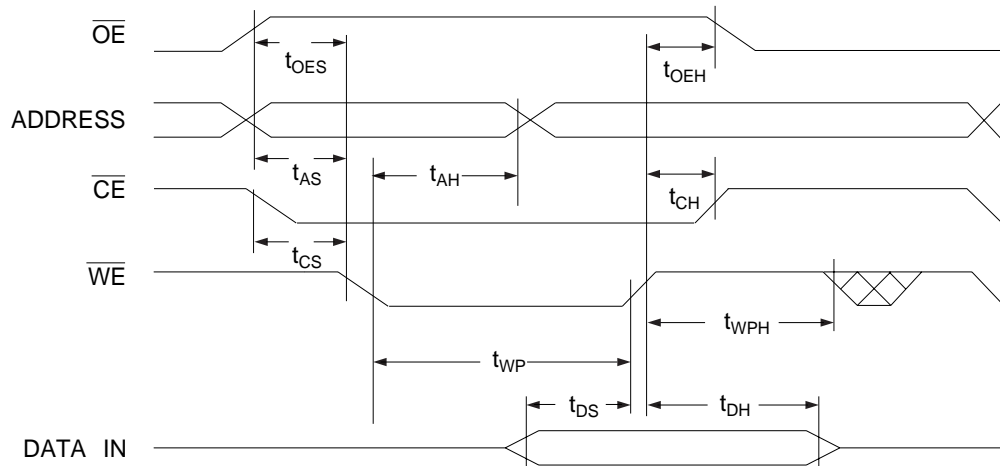 OE
tOES
tOEH
ADDRESS
tAS
tAH
CE
tCH
tCS
WE
tWPH
tWP
tDS
tDH
DATA IN